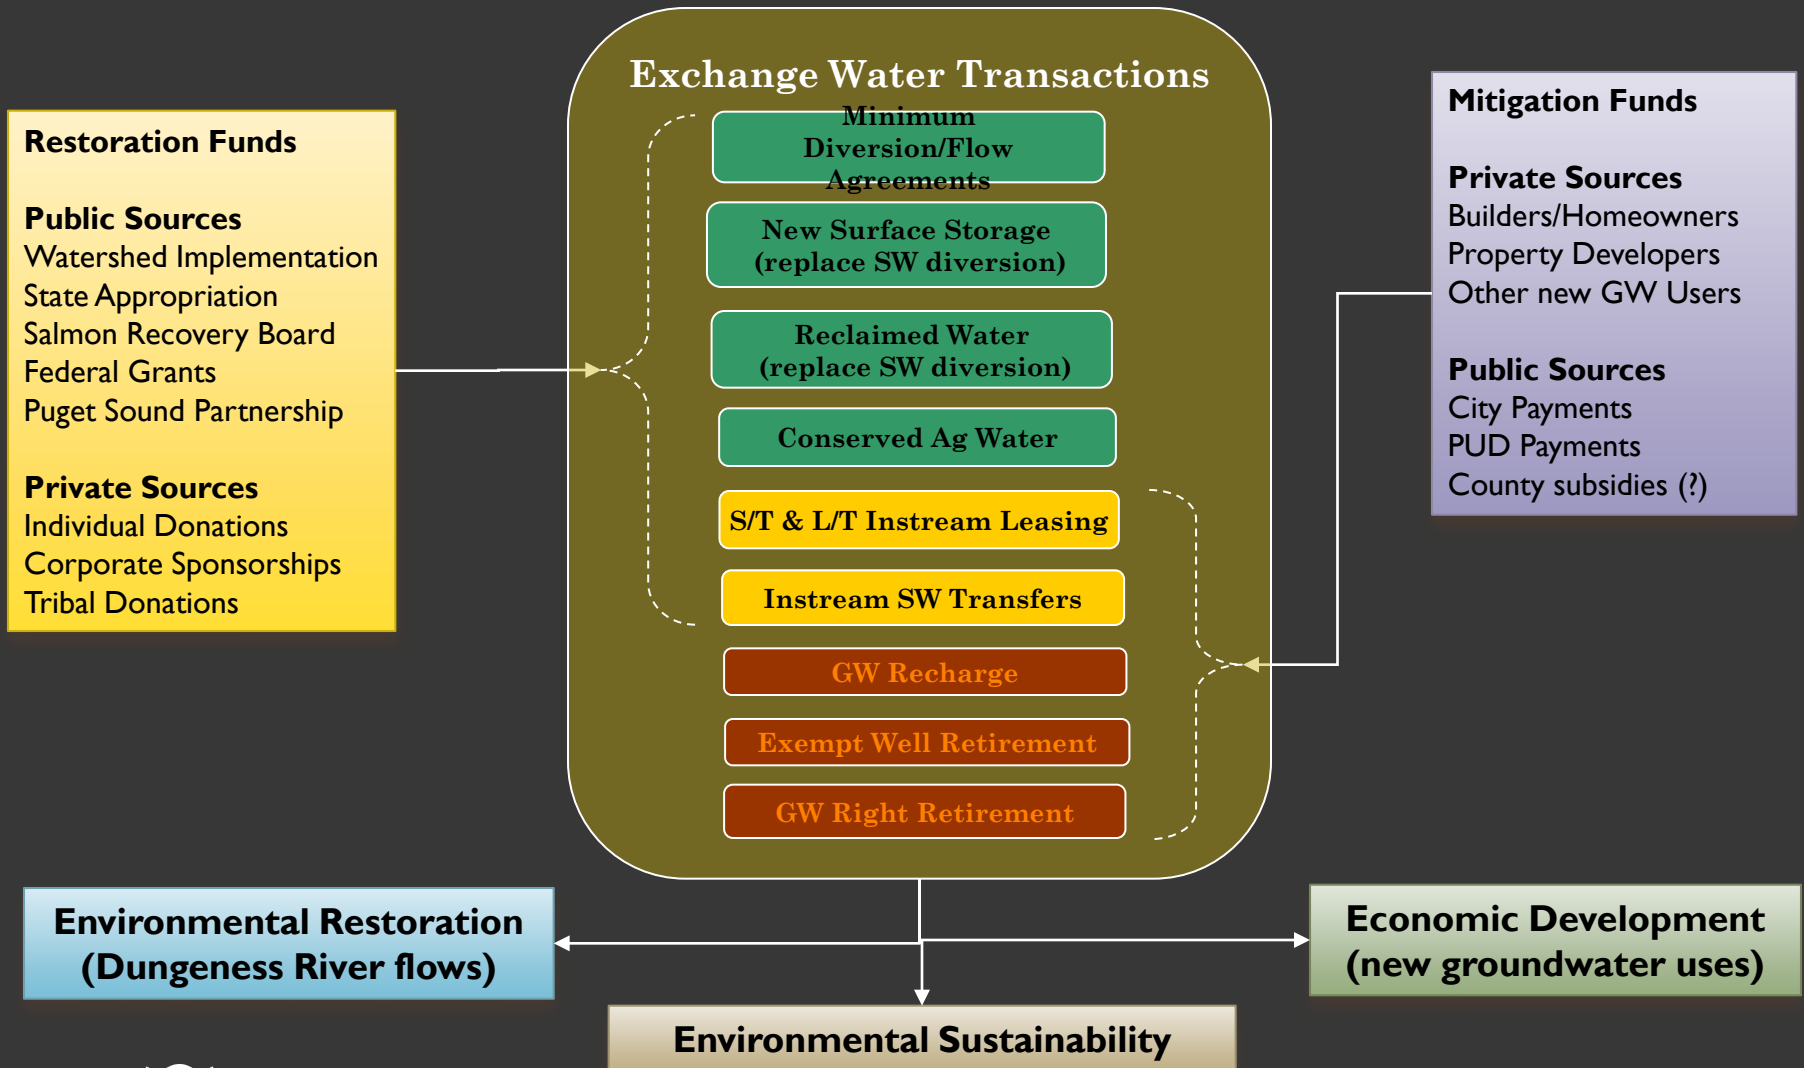 Exchange Water Transactions
Restoration Funds
Public Sources
Watershed Implementation
State Appropriation
Salmon Recovery Board
Federal Grants
Puget Sound Partnership
Private Sources
Individual Donations
Corporate Sponsorships
Tribal Donations
Minimum
Diversion/Flow
Agreements
New Surface Storage
(replace SW diversion)
Reclaimed Water
(replace SW diversion)
Conserved Ag Water
S/T & L/T Instream Leasing
Instream SW Transfers
GW Recharge
Exempt Well Retirement
GW Right Retirement
Mitigation Funds
Private Sources
Builders/Homeowners
Property Developers
Other new GW Users
Public Sources
City Payments
PUD Payments
County subsidies (?)
Environmental Restoration
(Dungeness River flows)
Environmental Sustainability
Economic Development
(new groundwater uses)